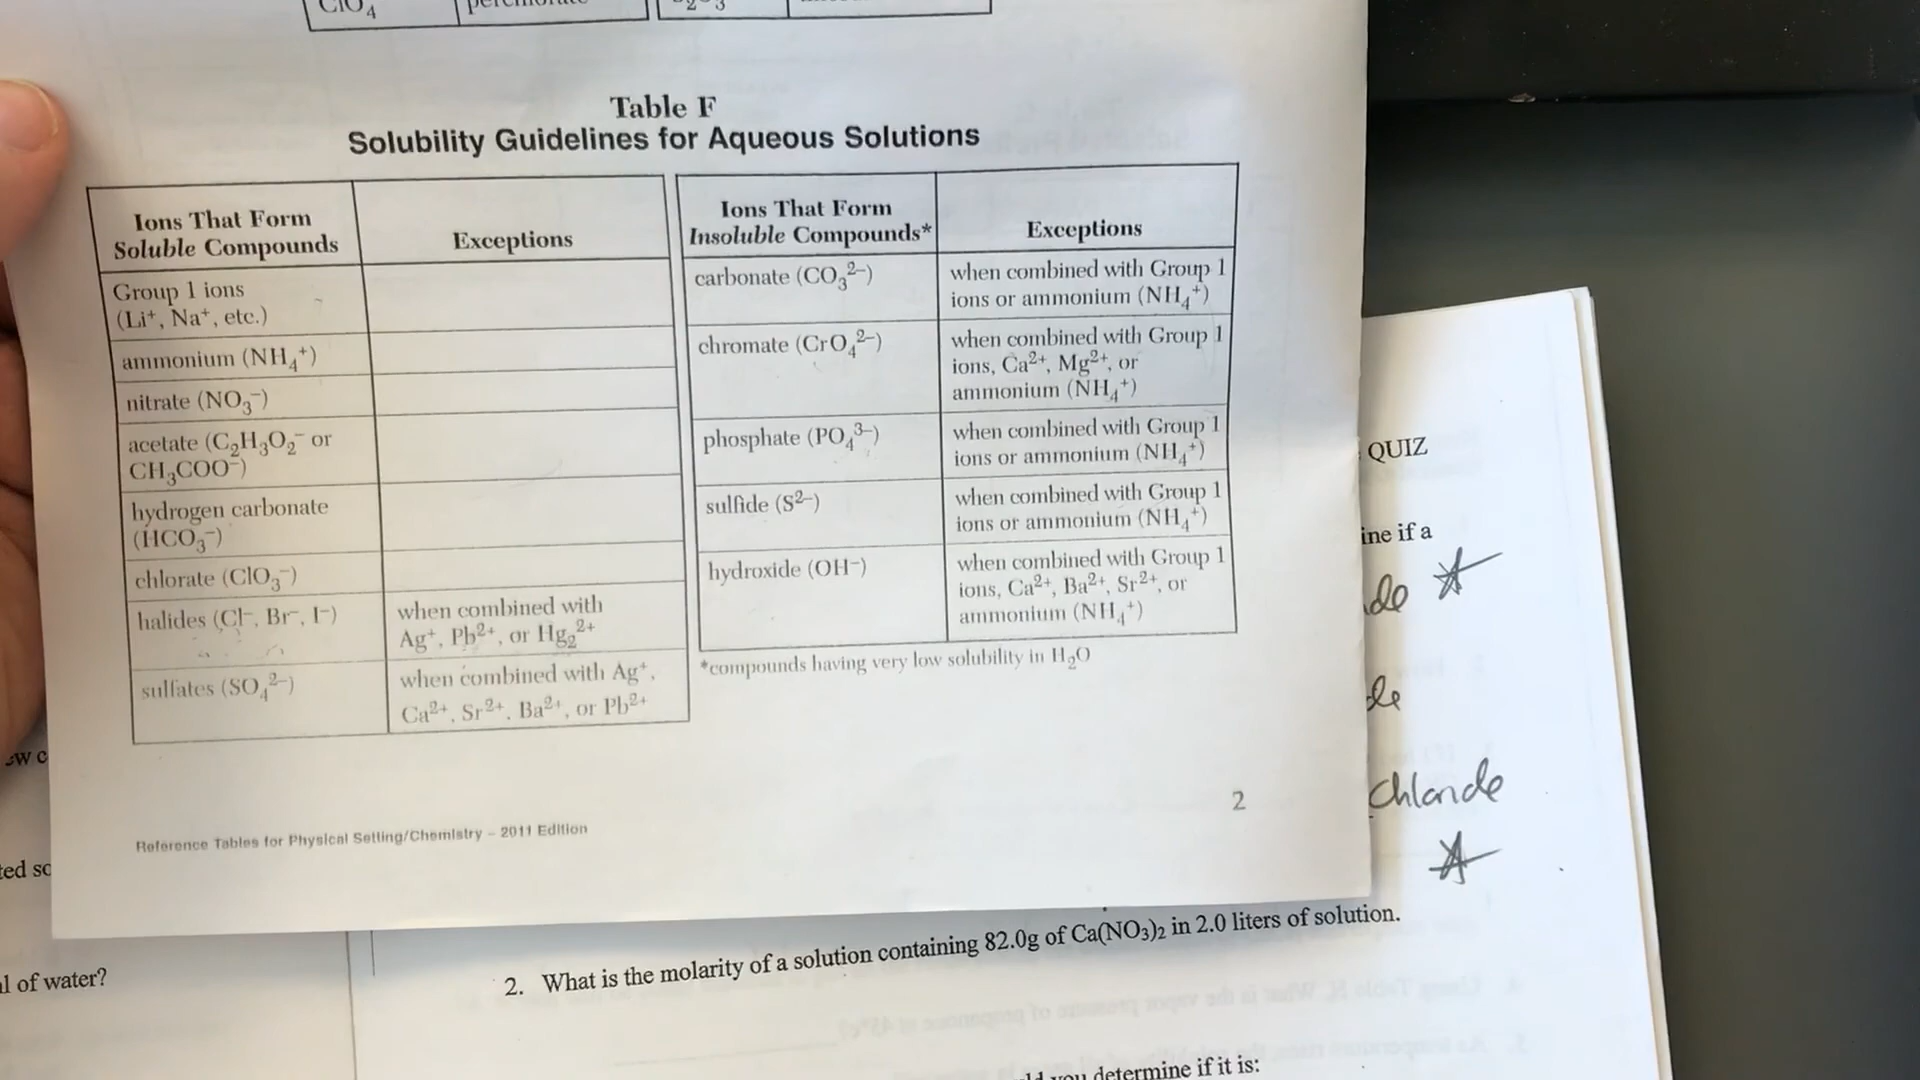 ClO₄
perchlorate
Table F
Solubility Guidelines for Aqueous Solutions
Ions That Form
Soluble Compounds
Exceptions
Group 1 ions
(Li⁺, Na⁺, etc.)
ammonium (NH₄⁺)
nitrate (NO₃⁻)
acetate (C₂H₃O₂⁻ or
CH₃COO⁻)
hydrogen carbonate
(HCO₃⁻)
chlorate (ClO₃⁻)
halides (Cl⁻, Br⁻, I⁻)
when combined with
Ag⁺, Pb²⁺, or Hg₂²⁺
sulfates (SO₄²⁻)
when combined with Ag⁺,
Ca²⁺, Sr²⁺, Ba²⁺, or Pb²⁺
Ions That Form
Insoluble Compounds*
Exceptions
carbonate (CO₃²⁻)
when combined with Group 1
ions or ammonium (NH₄⁺)
chromate (CrO₄²⁻)
when combined with Group 1
ions, Ca²⁺, Mg²⁺, or
ammonium (NH₄⁺)
phosphate (PO₄³⁻)
when combined with Group 1
ions or ammonium (NH₄⁺)
sulfide (S²⁻)
when combined with Group 1
ions or ammonium (NH₄⁺)
hydroxide (OH⁻)
when combined with Group 1
ions, Ca²⁺, Ba²⁺, Sr²⁺, or
ammonium (NH₄⁺)
*compounds having very low solubility in H₂O
2
Reference Tables for Physical Setting/Chemistry – 2011 Edition
QUIZ
ine if a
de
le
Chloride
ew c
ted so
l of water?
2. What is the molarity of a solution containing 82.0g of Ca(NO₃)₂ in 2.0 liters of solution.
you determine if it is: